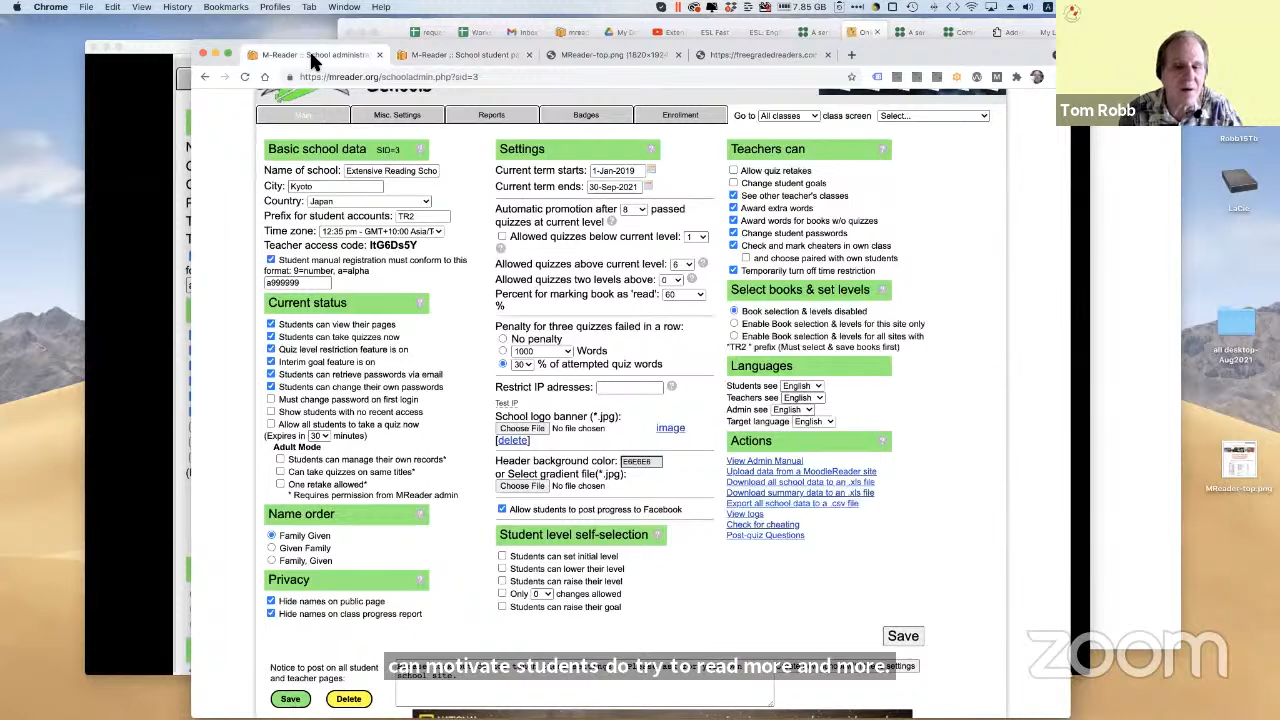 Chrome File Edit View History Bookmarks Profiles Tab Window Help
7.85 GB
M-Reader :: School administra
M-Reader :: School student pa
MReader-top.png (1820×1924
https://freegradedreaders.com
https://mreader.org/schooladmin.php?sid=3
Schools
Main
Misc. Settings
Reports
Badges
Enrollment
Go to All classes class screen Select...
Basic school data SID=3
Name of school: Extensive Reading Scho
City: Kyoto
Country: Japan
Prefix for student accounts: TR2
Time zone: 12:35 pm - GMT+10:00 Asia/T
Teacher access code: ItG6Ds5Y
Student manual registration must conform to this
format: 9=number, a=alpha
a999999
Current status
Students can view their pages
Students can take quizzes now
Quiz level restriction feature is on
Interim goal feature is on
Students can retrieve passwords via email
Students can change their own passwords
Must change password on first login
Show students with no recent access
Allow all students to take a quiz now
(Expires in 30 minutes)
Adult Mode
Students can manage their own records*
Can take quizzes on same titles*
One retake allowed*
* Requires permission from MReader admin
Name order
Family Given
Given Family
Family, Given
Privacy
Hide names on public page
Hide names on class progress report
Notice to post on all student
and teacher pages:
Save
Delete
Settings
Current term starts: 1-Jan-2019
Current term ends: 30-Sep-2021
Automatic promotion after 8 passed
quizzes at current level
Allowed quizzes below current level: 1
Allowed quizzes above current level: 6
Allowed quizzes two levels above: 0
Percent for marking book as 'read': 60
%
Penalty for three quizzes failed in a row:
No penalty
1000 Words
30 % of attempted quiz words
Restrict IP adresses:
Test IP
School logo banner (*.jpg):
Choose File No file chosen image
[delete]
Header background color: E6E6E6
or Select gradient file(*.jpg):
Choose File No file chosen
Allow students to post progress to Facebook
Student level self-selection
Students can set initial level
Students can lower their level
Students can raise their level
Only 0 changes allowed
Students can raise their goal
Teachers can
Allow quiz retakes
Change student goals
See other teacher's classes
Award extra words
Award words for books w/o quizzes
Change student passwords
Check and mark cheaters in own class
and choose paired with own students
Temporarily turn off time restriction
Select books & set levels
Book selection & levels disabled
Enable Book selection & levels for this site only
Enable Book selection & levels for all sites with
"TR2 " prefix (Must select & save books first)
Languages
Students see English
Teachers see English
Admin see English
Target language English
Actions
View Admin Manual
Upload data from a MoodleReader site
Download all school data to an .xls file
Download summary data to an .xls file
Export all school data to a .csv file
View logs
Check for cheating
Post-quiz Questions
Save
settings
can motivate students do try to read more and more.
Tom Robb
Robb15Tb
LaCie
all desktop-
Aug2021
MReader-top.png
zoom